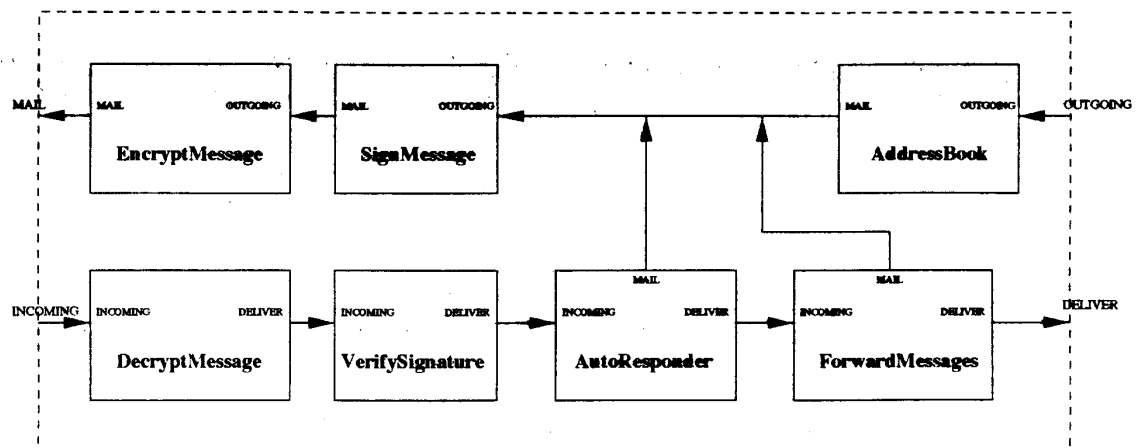 MAIL
MAIL OUTGOING
EncryptMessage
MAIL OUTGOING
SignMessage
MAIL OUTGOING
AddressBook
OUTGOING
INCOMING
INCOMING DELIVER
DecryptMessage
INCOMING DELIVER
VerifySignature
MAIL
INCOMING DELIVER
AutoResponder
MAIL
INCOMING DELIVER
ForwardMessages
DELIVER